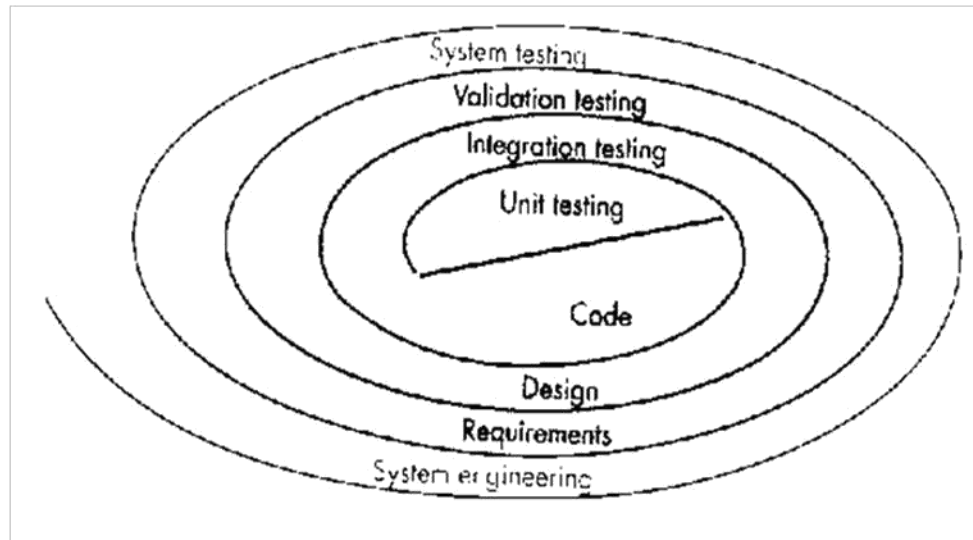 System testing
Validation testing
Integration testing
Unit testing
Code
Design
Requirements
System engineering